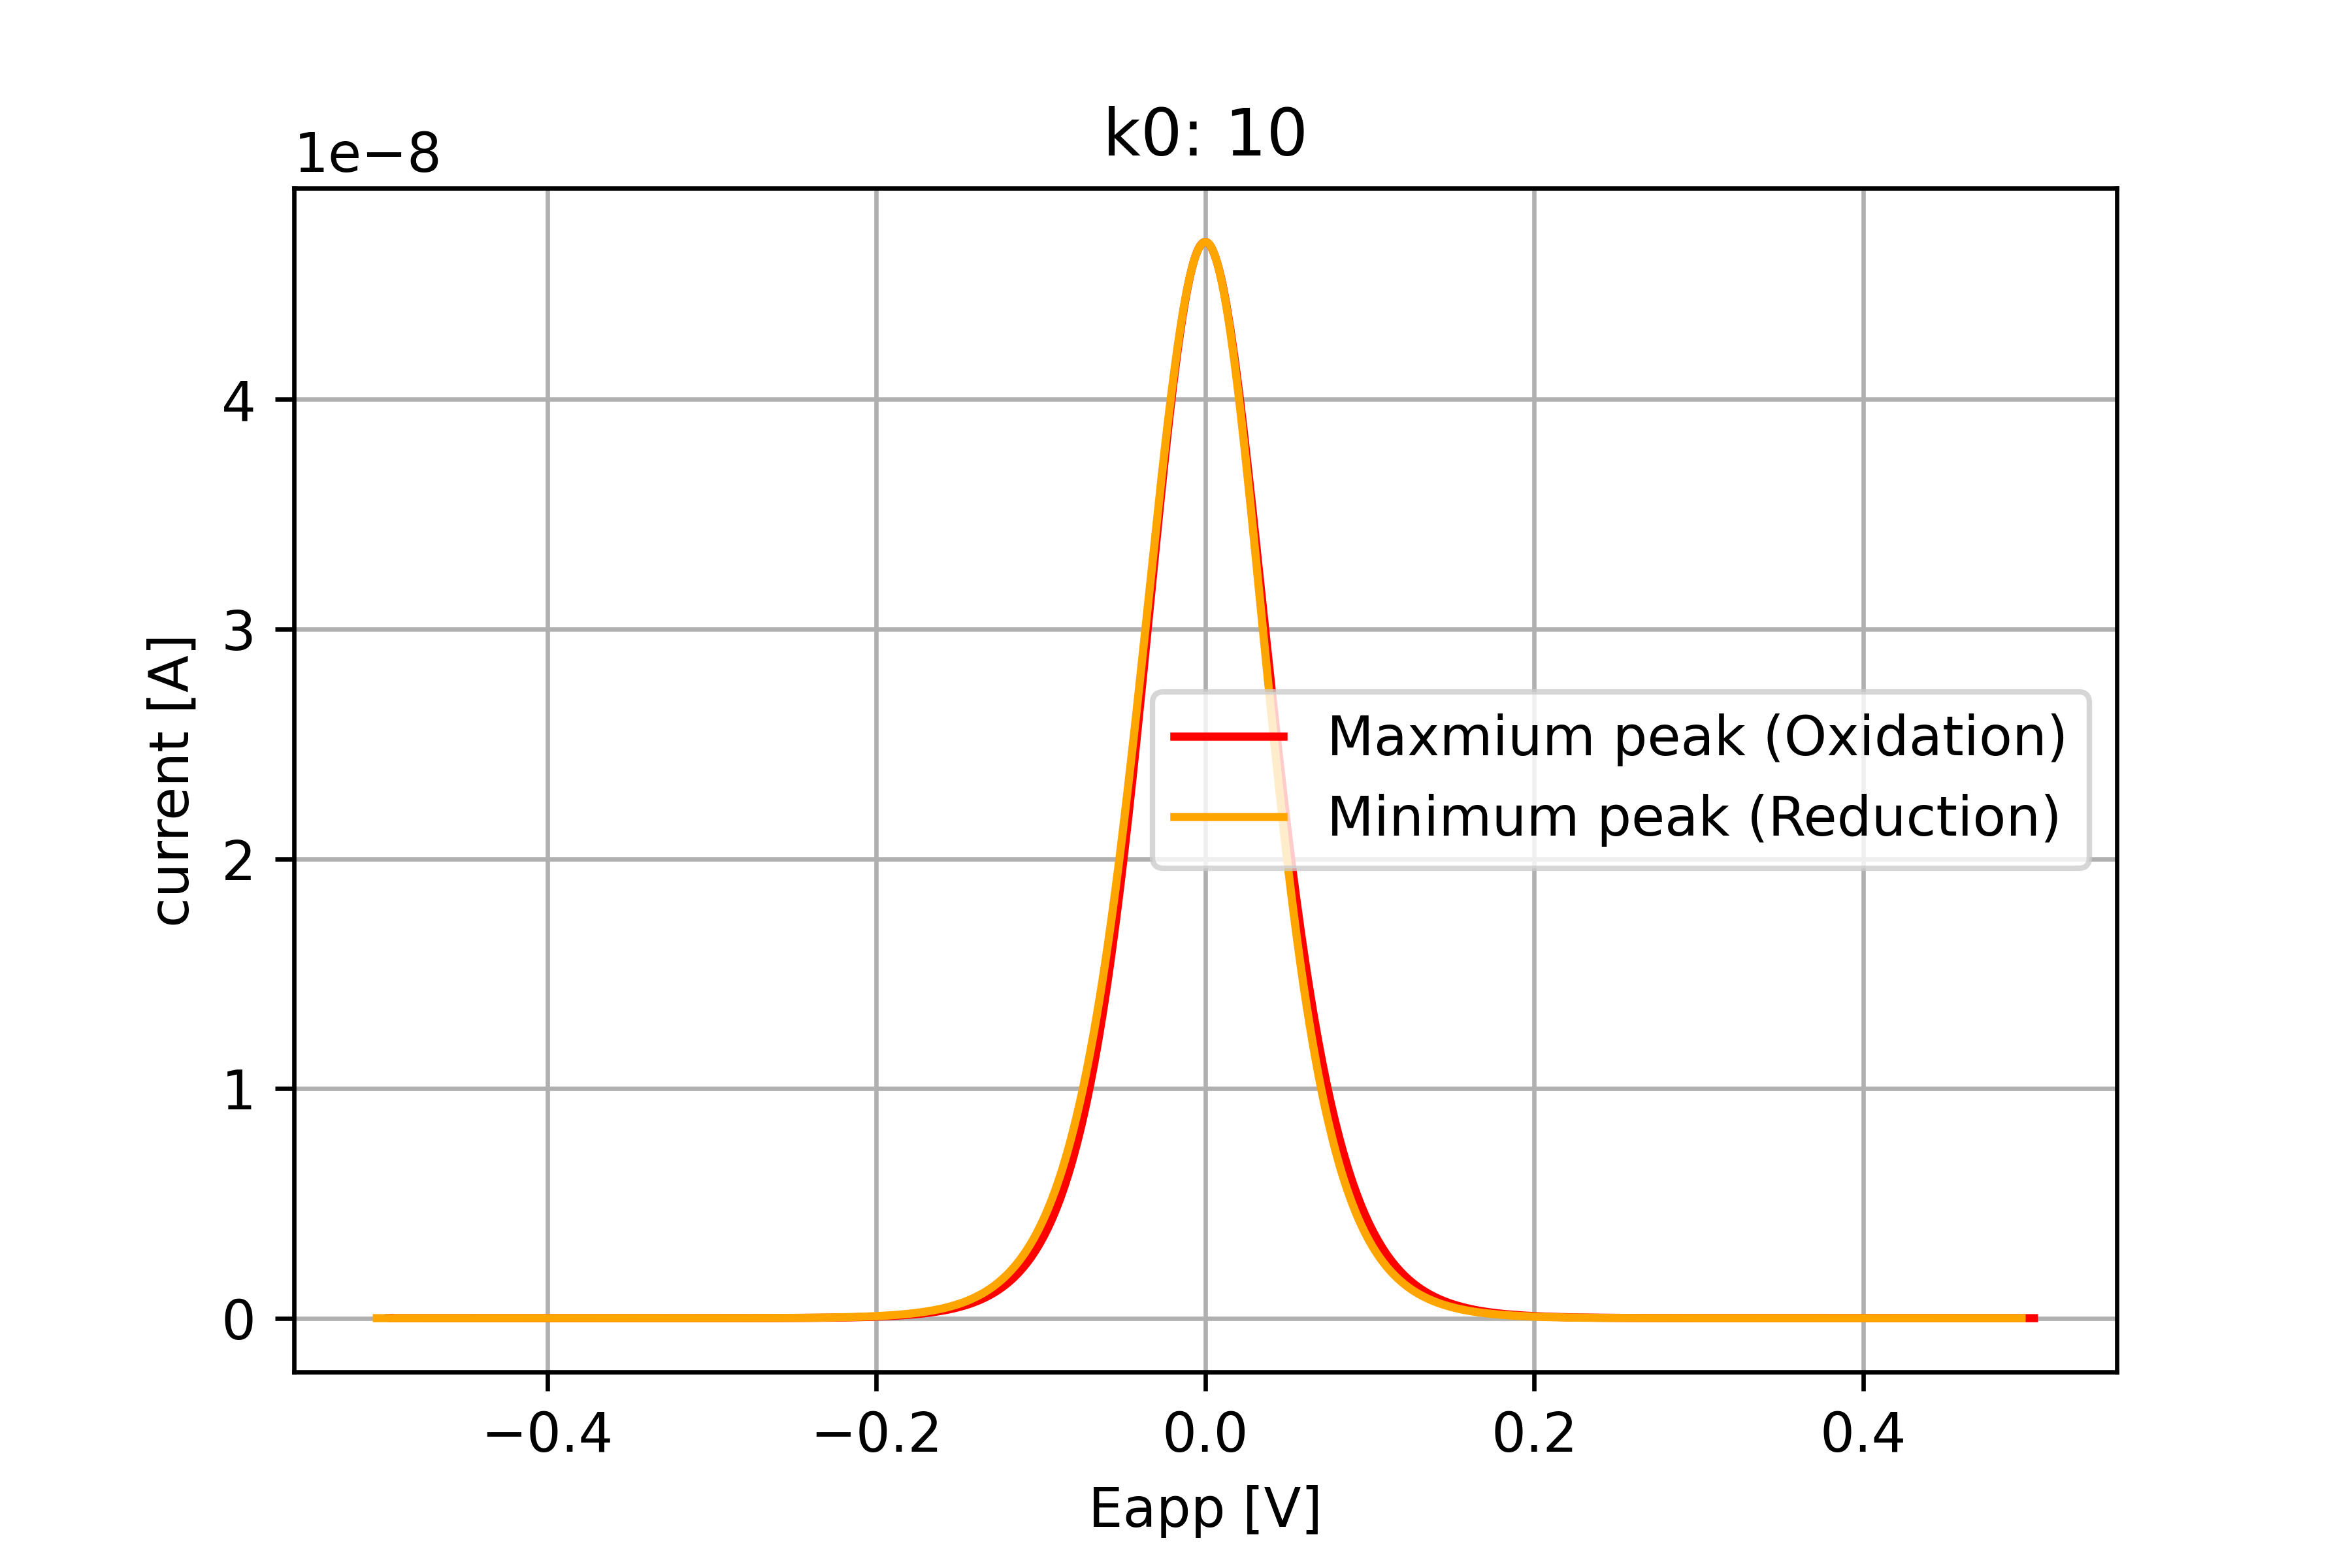 k0: 10
1e−8
4
3
2
1
0
current [A]
Maxmium peak (Oxidation)
Minimum peak (Reduction)
−0.4
−0.2
0.0
0.2
0.4
Eapp [V]